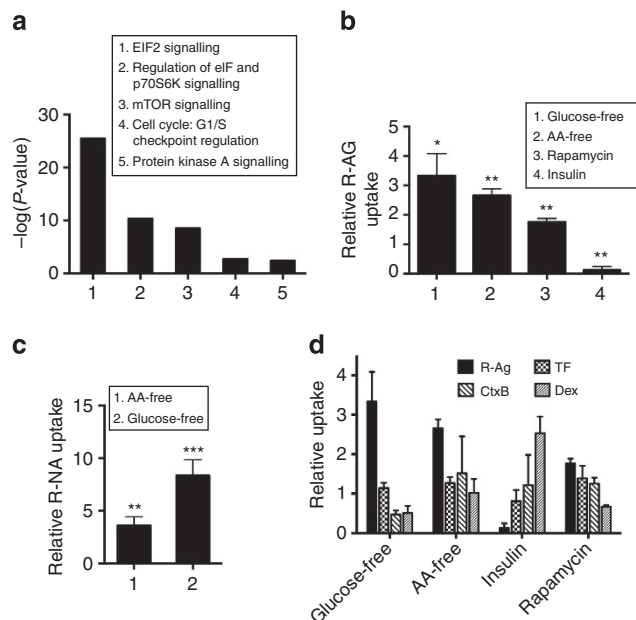 a
1. EIF2 signalling
2. Regulation of eIF and
p70S6K signalling
3. mTOR signalling
4. Cell cycle: G1/S
checkpoint regulation
5. Protein kinase A signalling
–log(P-value)
30
20
10
0
1 2 3 4 5
b
1. Glucose-free
2. AA-free
3. Rapamycin
4. Insulin
Relative R-AG
uptake
5
4
3
2
1
0
* ** ** **
1 2 3 4
c
1. AA-free
2. Glucose-free
Relative R-NA uptake
15
10
5
0
** ***
1 2
d
R-Ag TF
CtxB Dex
Relative uptake
4
3
2
1
0
Glucose-free
AA-free
Insulin
Rapamycin